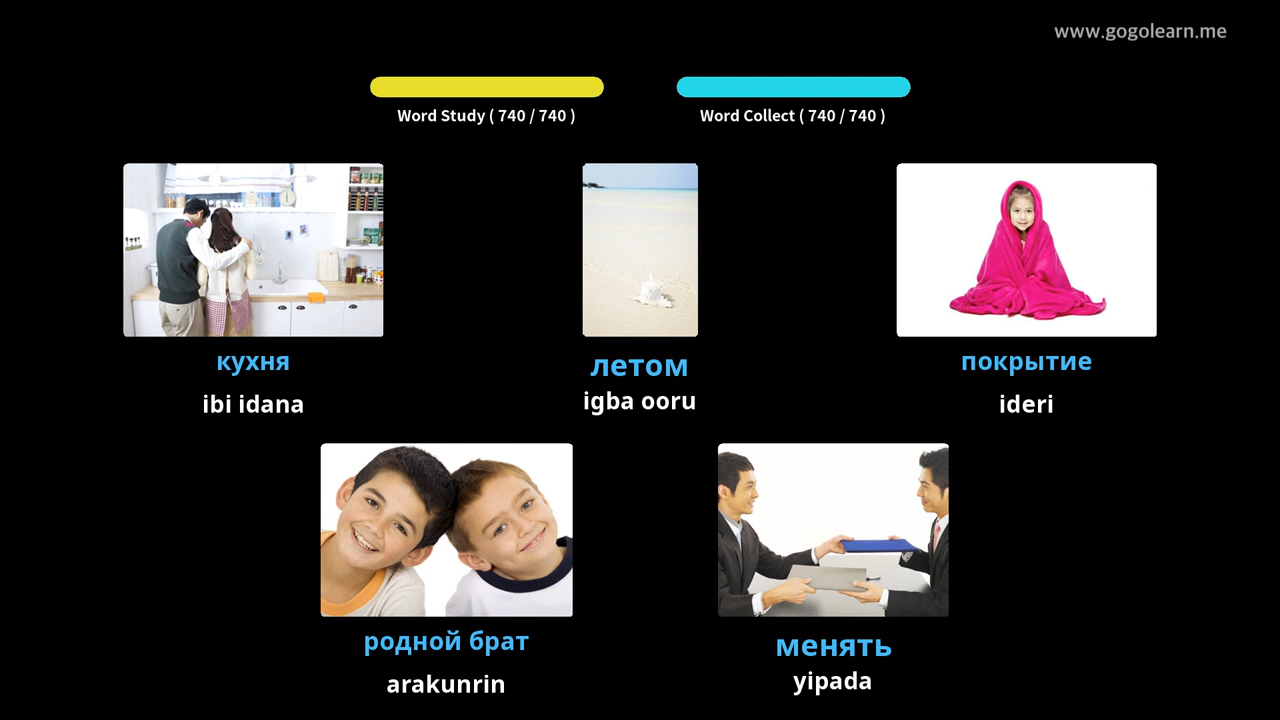 www.gogolearn.me
Word Study ( 740 / 740 )
Word Collect ( 740 / 740 )
кухня
летом
покрытие
ibi idana
igba ooru
ideri
родной брат
менять
arakunrin
yipada